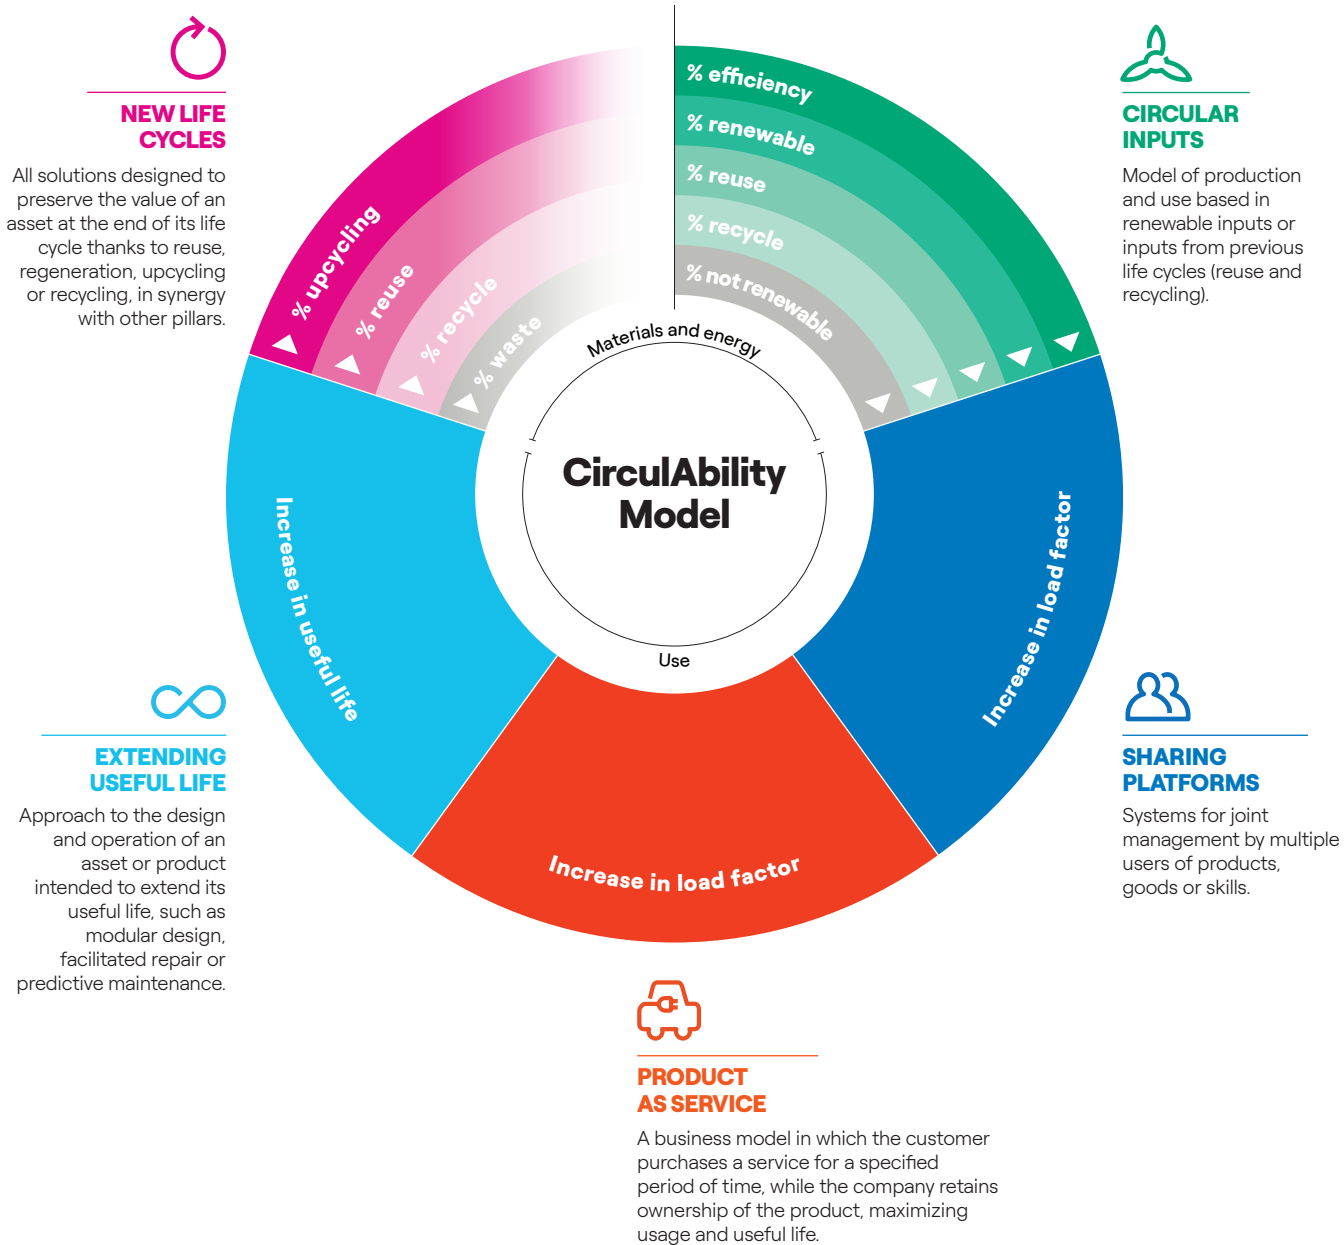 NEW LIFE
CYCLES
All solutions designed to
preserve the value of an
asset at the end of its life
cycle thanks to reuse,
regeneration, upcycling
or recycling, in synergy
with other pillars.
% upcycling
% reuse
% recycle
% waste
% efficiency
% renewable
% reuse
% recycle
% not renewable
CIRCULAR
INPUTS
Model of production
and use based in
renewable inputs or
inputs from previous
life cycles (reuse and
recycling).
Materials and energy
CirculAbility
Model
Use
Increase in useful life
Increase in load factor
Increase in load factor
EXTENDING
USEFUL LIFE
Approach to the design
and operation of an
asset or product
intended to extend its
useful life, such as
modular design,
facilitated repair or
predictive maintenance.
SHARING
PLATFORMS
Systems for joint
management by multiple
users of products,
goods or skills.
PRODUCT
AS SERVICE
A business model in which the customer
purchases a service for a specified
period of time, while the company retains
ownership of the product, maximizing
usage and useful life.